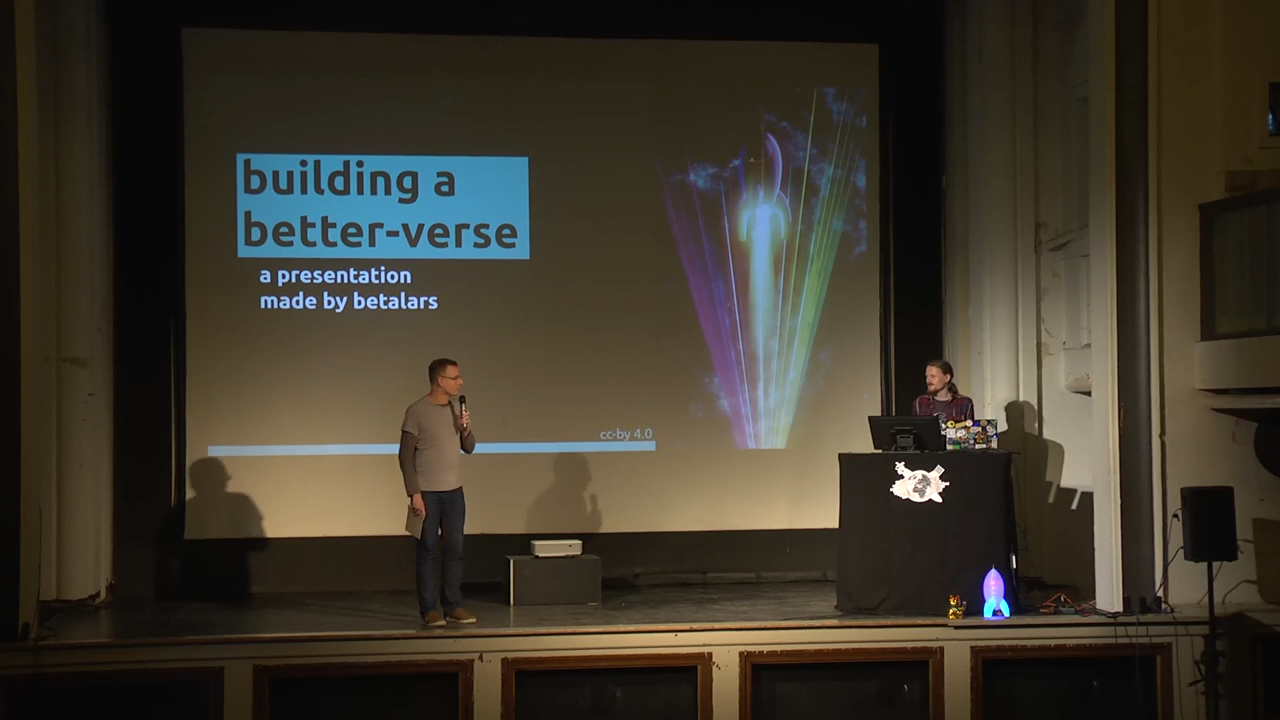 building a
better-verse
a presentation
made by betalars
cc-by 4.0